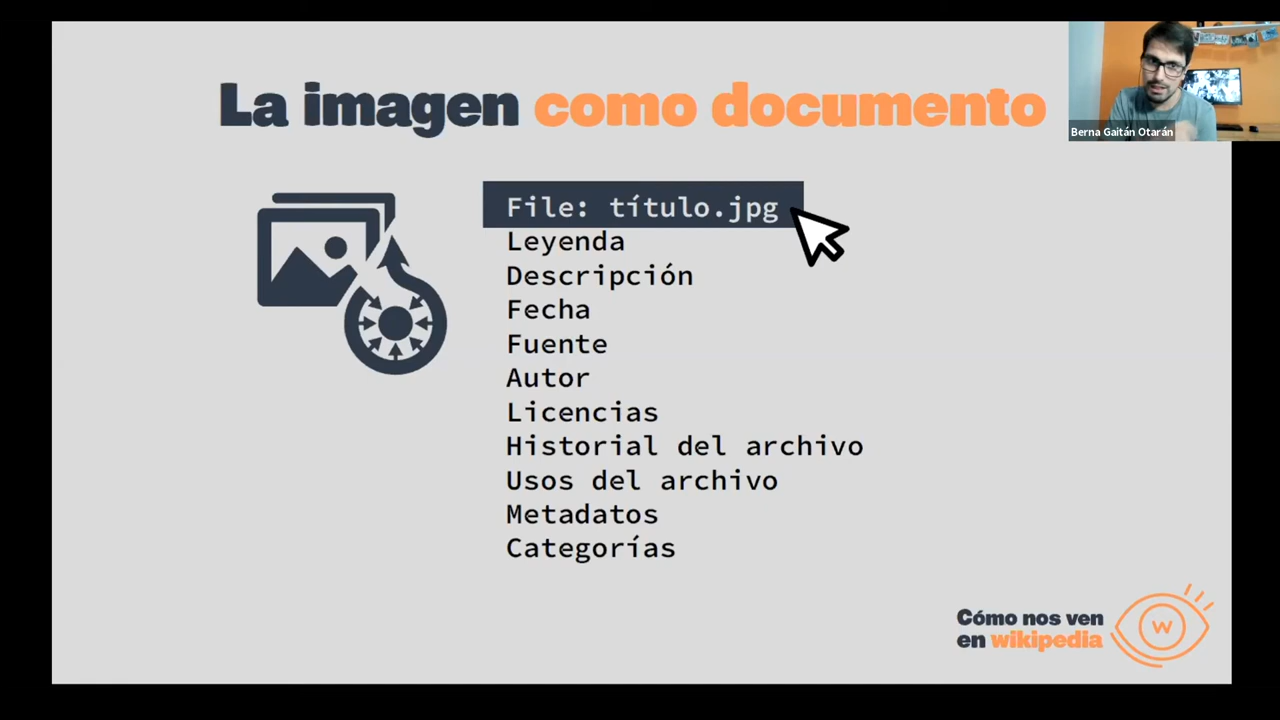 La imagen como documento
Berna Gaitán Otarán
File: título.jpg
Leyenda
Descripción
Fecha
Fuente
Autor
Licencias
Historial del archivo
Usos del archivo
Metadatos
Categorías
Cómo nos ven
en wikipedia
W